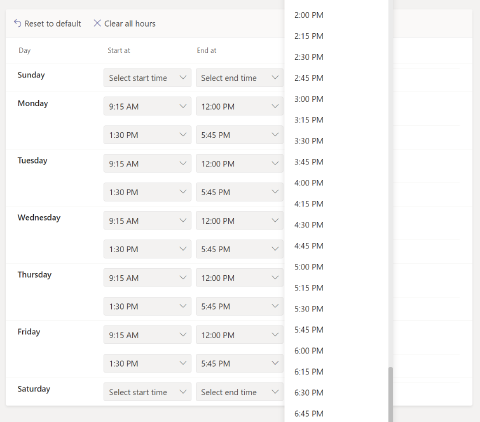 Reset to default Clear all hours
Day Start at End at
Sunday Select start time Select end time
Monday 9:15 AM 12:00 PM
1:30 PM 5:45 PM
Tuesday 9:15 AM 12:00 PM
1:30 PM 5:45 PM
Wednesday 9:15 AM 12:00 PM
1:30 PM 5:45 PM
Thursday 9:15 AM 12:00 PM
1:30 PM 5:45 PM
Friday 9:15 AM 12:00 PM
1:30 PM 5:45 PM
Saturday Select start time Select end time
2:00 PM
2:15 PM
2:30 PM
2:45 PM
3:00 PM
3:15 PM
3:30 PM
3:45 PM
4:00 PM
4:15 PM
4:30 PM
4:45 PM
5:00 PM
5:15 PM
5:30 PM
5:45 PM
6:00 PM
6:15 PM
6:30 PM
6:45 PM